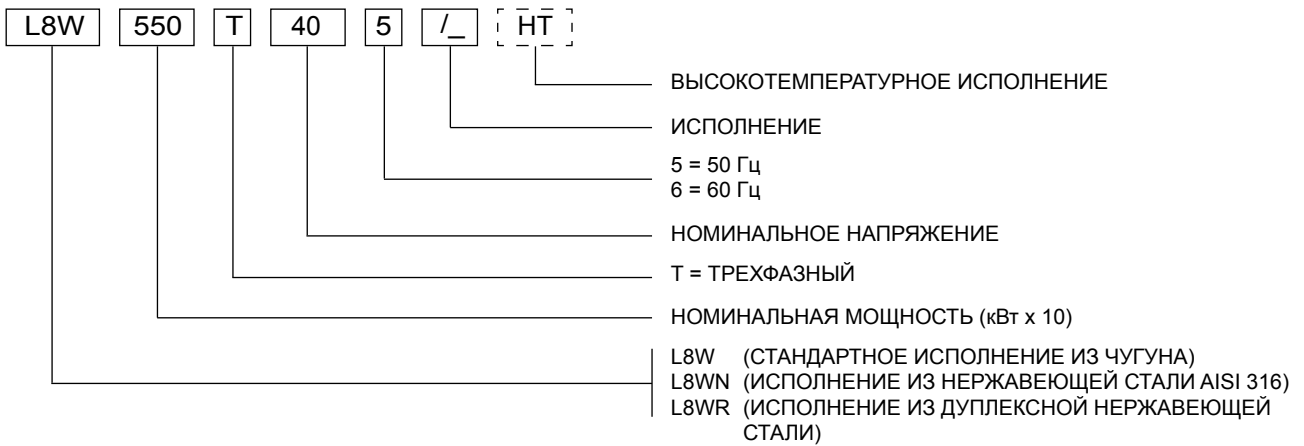 L8W 550 T 40 5 /_ HT
ВЫСОКОТЕМПЕРАТУРНОЕ ИСПОЛНЕНИЕ
ИСПОЛНЕНИЕ
5 = 50 Гц
6 = 60 Гц
НОМИНАЛЬНОЕ НАПРЯЖЕНИЕ
T = ТРЕХФАЗНЫЙ
НОМИНАЛЬНАЯ МОЩНОСТЬ (кВт x 10)
L8W (СТАНДАРТНОЕ ИСПОЛНЕНИЕ ИЗ ЧУГУНА)
L8WN (ИСПОЛНЕНИЕ ИЗ НЕРЖАВЕЮЩЕЙ СТАЛИ AISI 316)
L8WR (ИСПОЛНЕНИЕ ИЗ ДУПЛЕКСНОЙ НЕРЖАВЕЮЩЕЙ
СТАЛИ)